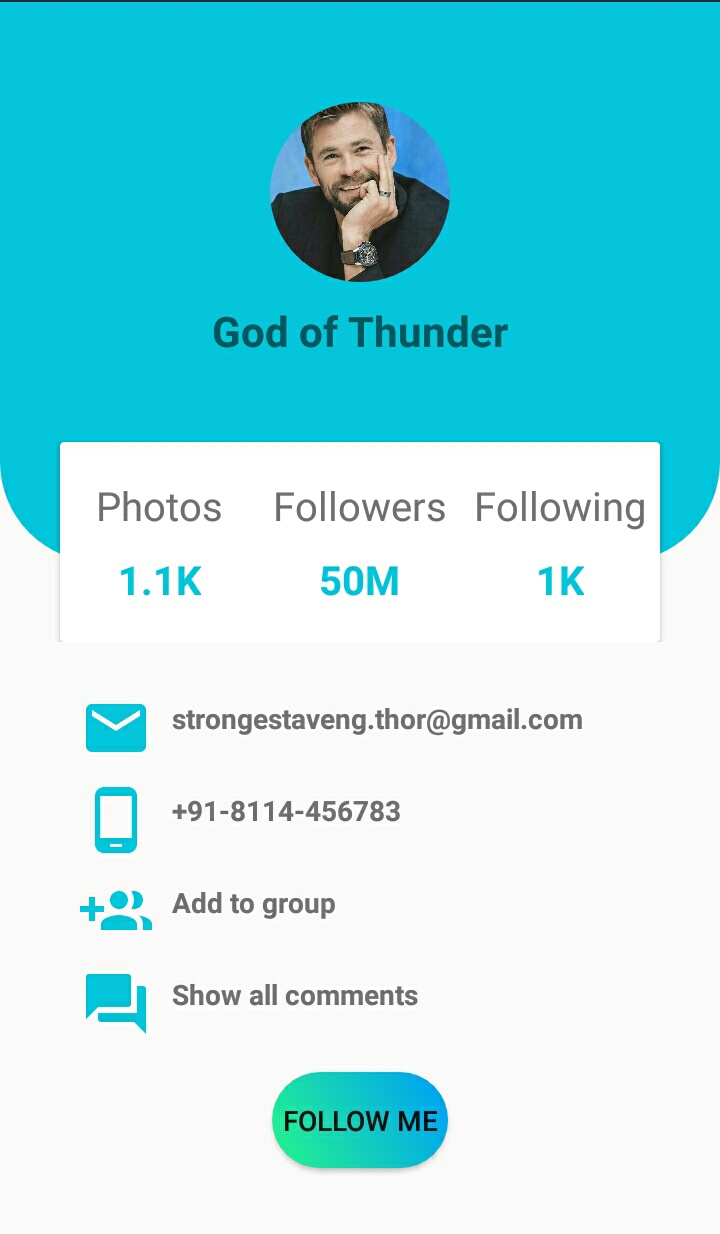 God of Thunder
Photos Followers Following
1.1K 50M 1K
strongestaveng.thor@gmail.com
+91-8114-456783
Add to group
Show all comments
FOLLOW ME